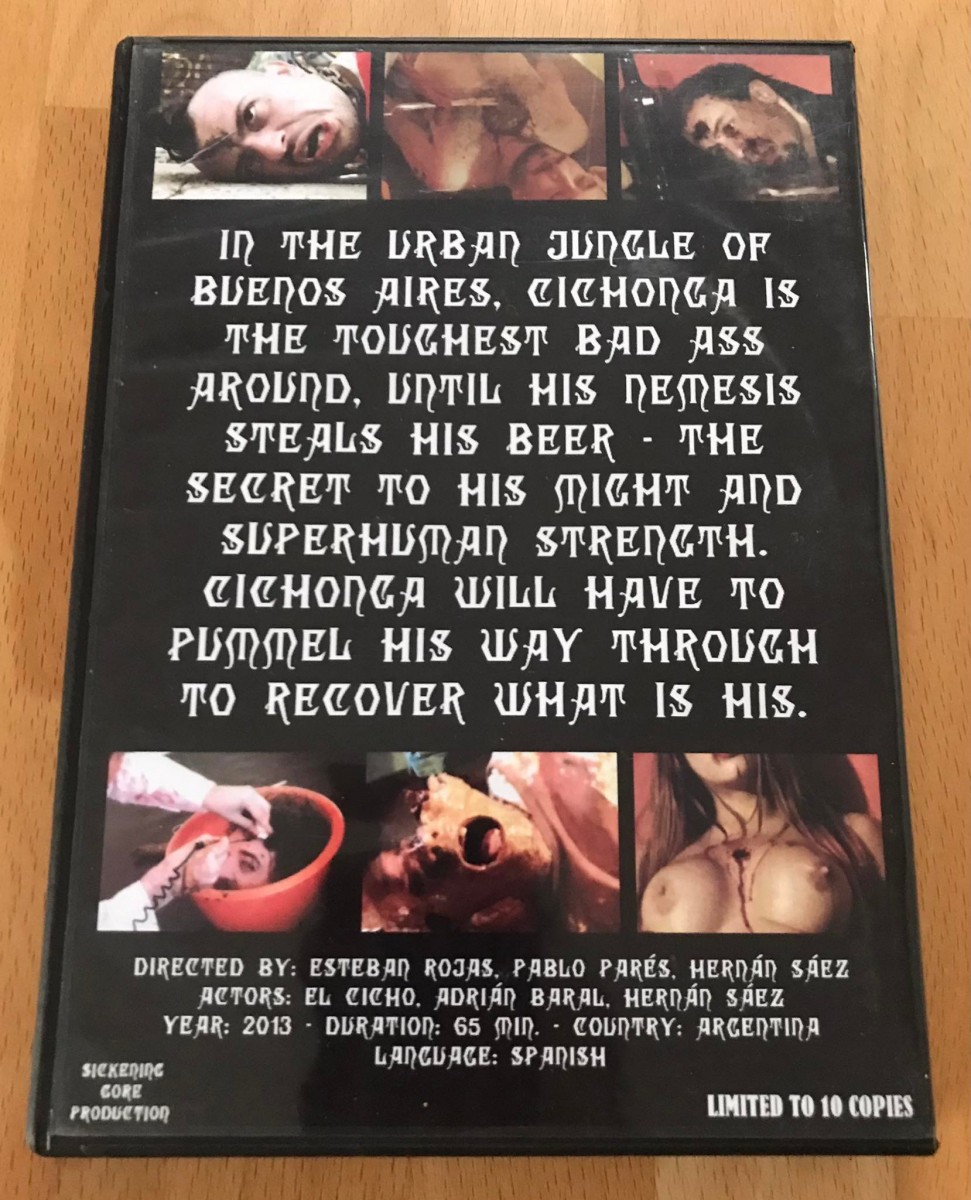 IN THE URBAN JUNGLE OF
BUENOS AIRES, CICHONGA IS
THE TOUGHEST BAD ASS
AROUND, UNTIL HIS NEMESIS
STEALS HIS BEER - THE
SECRET TO HIS MIGHT AND
SUPERHUMAN STRENGTH.
CICHONGA WILL HAVE TO
PUMMEL HIS WAY THROUGH
TO RECOVER WHAT IS HIS.
DIRECTED BY: ESTEBAN ROJAS, PABLO PARÉS, HERNÁN SÁEZ
ACTORS: EL CICHO, ADRIÁN BARAL, HERNÁN SÁEZ
YEAR: 2013 - DURATION: 65 MIN. - COUNTRY: ARGENTINA
LANGUAGE: SPANISH
SICKENING
GORE
PRODUCTION
LIMITED TO 10 COPIES